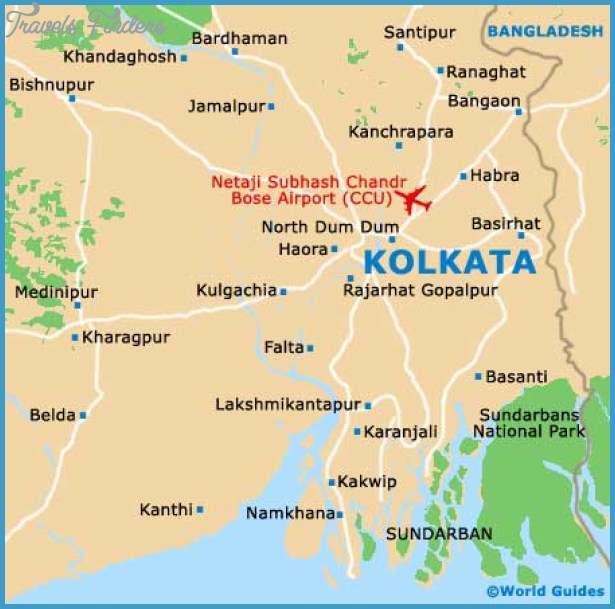 Travels Finders
Bardhaman
Santipur
BANGLADESH
Khandaghosh
Ranaghat
Bishnupur
Jamalpur
Bangaon
Kanchrapara
Netaji Subhash Chandr
Bose Airport (CCU)
Habra
North Dum Dum
Basirhat
Haora
KOLKATA
Medinipur
Kulgachia
Rajarhat Gopalpur
Kharagpur
Falta
Basanti
Belda
Lakshmikantapur
Sundarbans
National Park
Karanjali
Kakwip
Kanthi
Namkhana
SUNDARBAN
©World Guides